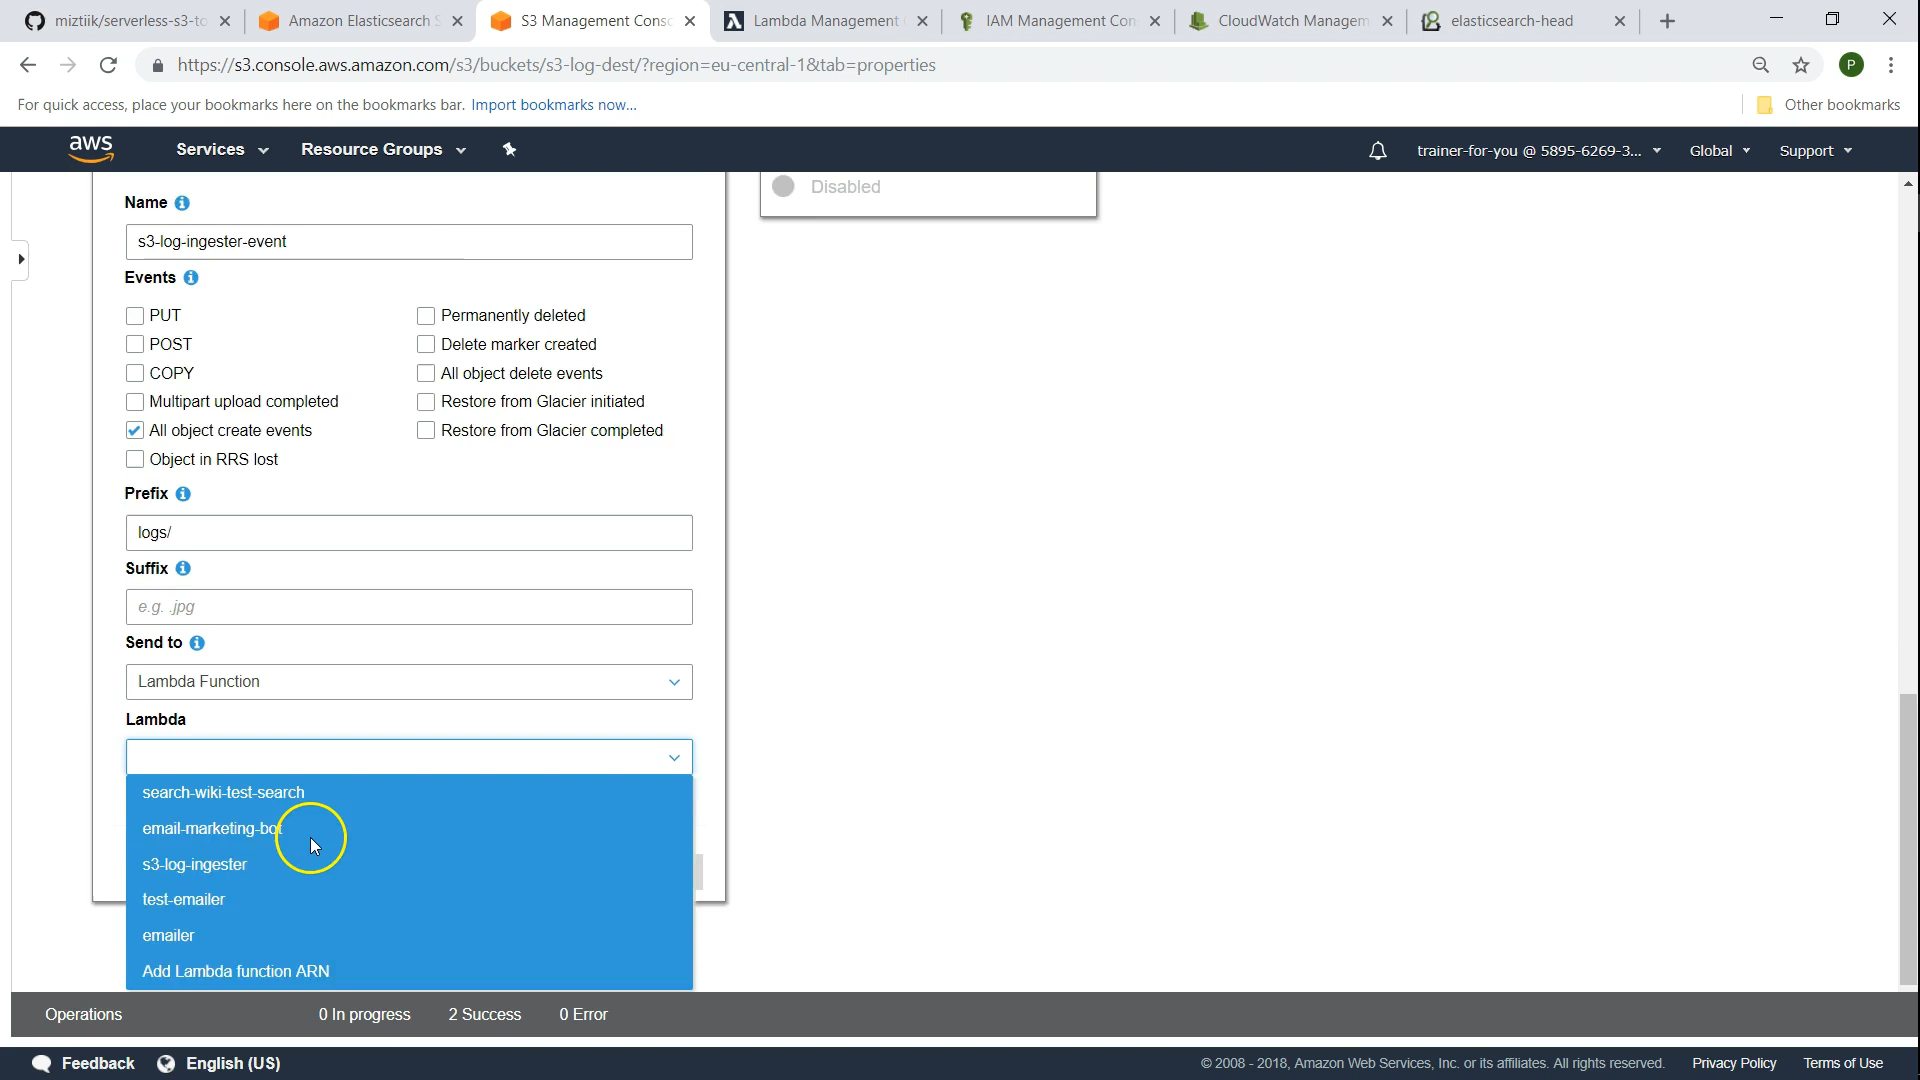 miztiik/serverless-s3-to
Amazon Elasticsearch S
S3 Management Conso
Lambda Management C
IAM Management Con
CloudWatch Managem
elasticsearch-head
https://s3.console.aws.amazon.com/s3/buckets/s3-log-dest/?region=eu-central-1&tab=properties
P
For quick access, place your bookmarks here on the bookmarks bar. Import bookmarks now...
Other bookmarks
aws
Services
Resource Groups
trainer-for-you @ 5895-6269-3...
Global
Support
Disabled
Name
s3-log-ingester-event
Events
PUT
Permanently deleted
POST
Delete marker created
COPY
All object delete events
Multipart upload completed
Restore from Glacier initiated
All object create events
Restore from Glacier completed
Object in RRS lost
Prefix
logs/
Suffix
e.g. .jpg
Send to
Lambda Function
Lambda
search-wiki-test-search
email-marketing-bot
s3-log-ingester
test-emailer
emailer
Add Lambda function ARN
Operations
0 In progress
2 Success
0 Error
Feedback
English (US)
© 2008 - 2018, Amazon Web Services, Inc. or its affiliates. All rights reserved.
Privacy Policy
Terms of Use